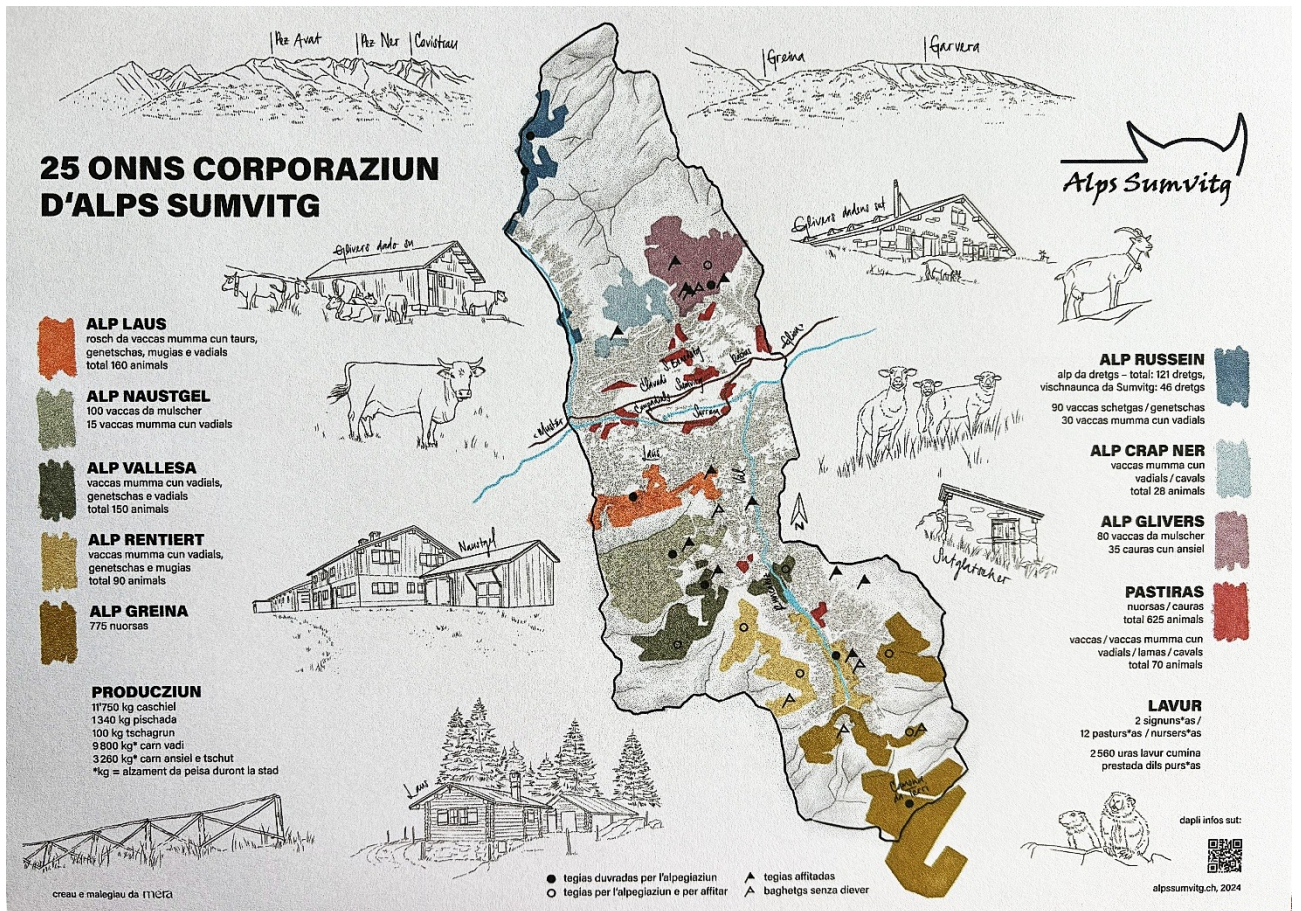 Pez Avat
Pez Ner
Cavistrau
Greina
Garvera
25 ONNS CORPORAZIUN
D'ALPS SUMVITG
Alps Sumvitg
Glivers dado su
Glivers dadens sut
ALP LAUS
rosch da vaccas mumma cun taurs,
genetschas, mugias e vadials
total 160 animals
ALP NAUSTGEL
100 vaccas da mulscher
15 vaccas mumma cun vadials
ALP VALLESA
vaccas mumma cun vadials,
genetschas e vadials
total 150 animals
ALP RENTIERT
vaccas mumma cun vadials,
genetschas e mugias
total 90 animals
ALP GREINA
775 nuorsas
PRODUCZIUN
11'750 kg caschiel
1340 kg pischada
100 kg tschagrun
9800 kg* carn vadi
3260 kg* carn ansiel e tschut
*kg = alzament da peisa duront la stad
Naustgel
Laus
creau e malegiau da mera
Mustér
Laus
Val
Surrein
Sumvitg
N
ALP RUSSEIN
alp da dretgs – total: 121 dretgs,
vischnaunca da Sumvitg: 46 dretgs
90 vaccas schetgas / genetschas
30 vaccas mumma cun vadials
ALP CRAP NER
vaccas mumma cun
vadials / cavals
total 28 animals
ALP GLIVERS
80 vaccas da mulscher
35 cauras cun ansiel
Sutglatscher
PASTIRAS
nuorsas / cauras
total 625 animals
vaccas / vaccas mumma cun
vadials / lamas / cavals
total 70 animals
LAVUR
2 signuns*as /
12 pasturs*as / nursers*as
2560 uras lavur cumina
prestada dils purs*as
dapli infos sut:
alpssumvitg.ch, 2024
tegias duvradas per l'alpegiaziun
tegias per l'alpegiaziun e per affitar
tegias affitadas
baghetgs senza diever